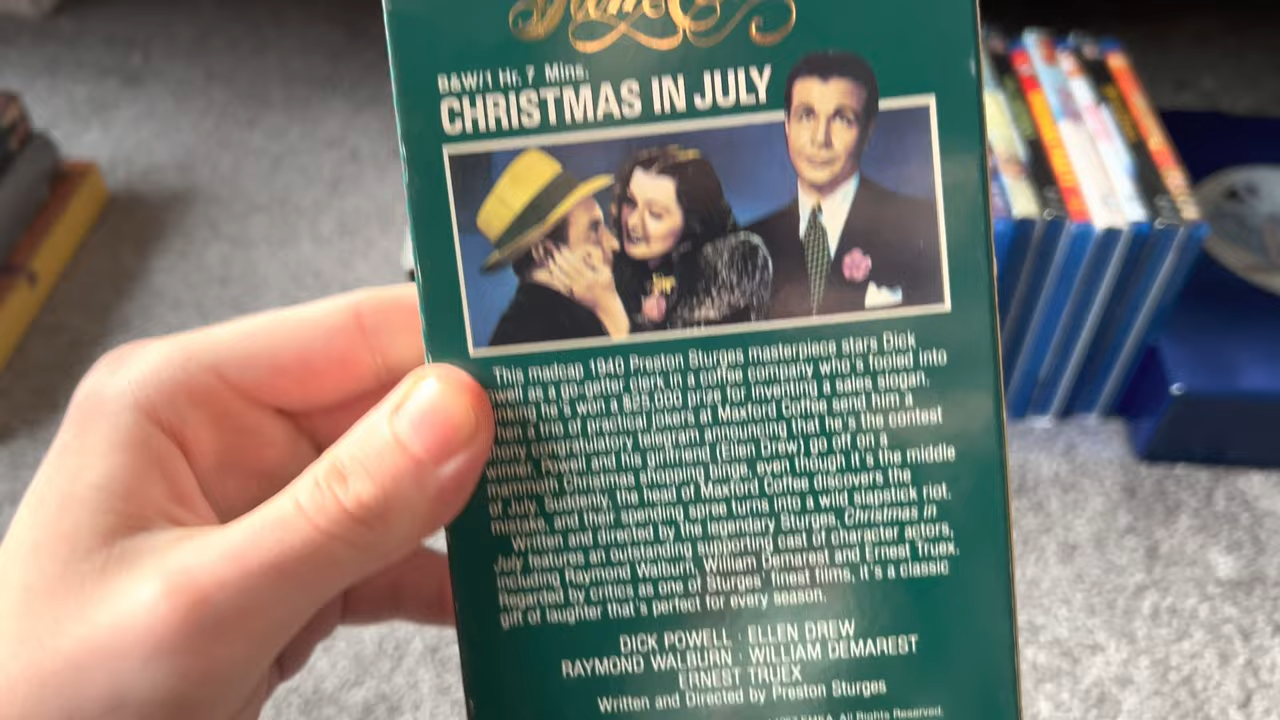 B&W/1 Hr. 7 Mins.
CHRISTMAS IN JULY
This madcap 1940 Preston Sturges masterpiece stars Dick
as a go-getter clerk in a coffee company who's fooled into
he's won a $25,000 prize for inventing a sales slogan.
a trio of practical jokers at Maxford Coffee send him a
congratulatory telegram announcing that he's the contest
winner, Powell and his girlfriend (Ellen Drew) go off on a
Christmas shopping binge, even though it's the middle
of July. Suddenly, the head of Maxford Coffee discovers the
mistake, and their spending spree turns into a wild slapstick riot.
Written and directed by the legendary Sturges, Christmas in
July features an outstanding supporting cast of character actors,
including Raymond Walburn, William Demarest and Ernest Truex.
by critics as one of Sturges' finest films, it's a classic
gift of laughter that's perfect for every season.
DICK POWELL · ELLEN DREW
RAYMOND WALBURN · WILLIAM DEMAREST
ERNEST TRUEX
Written and Directed by Preston Sturges
All Rights Reserved.